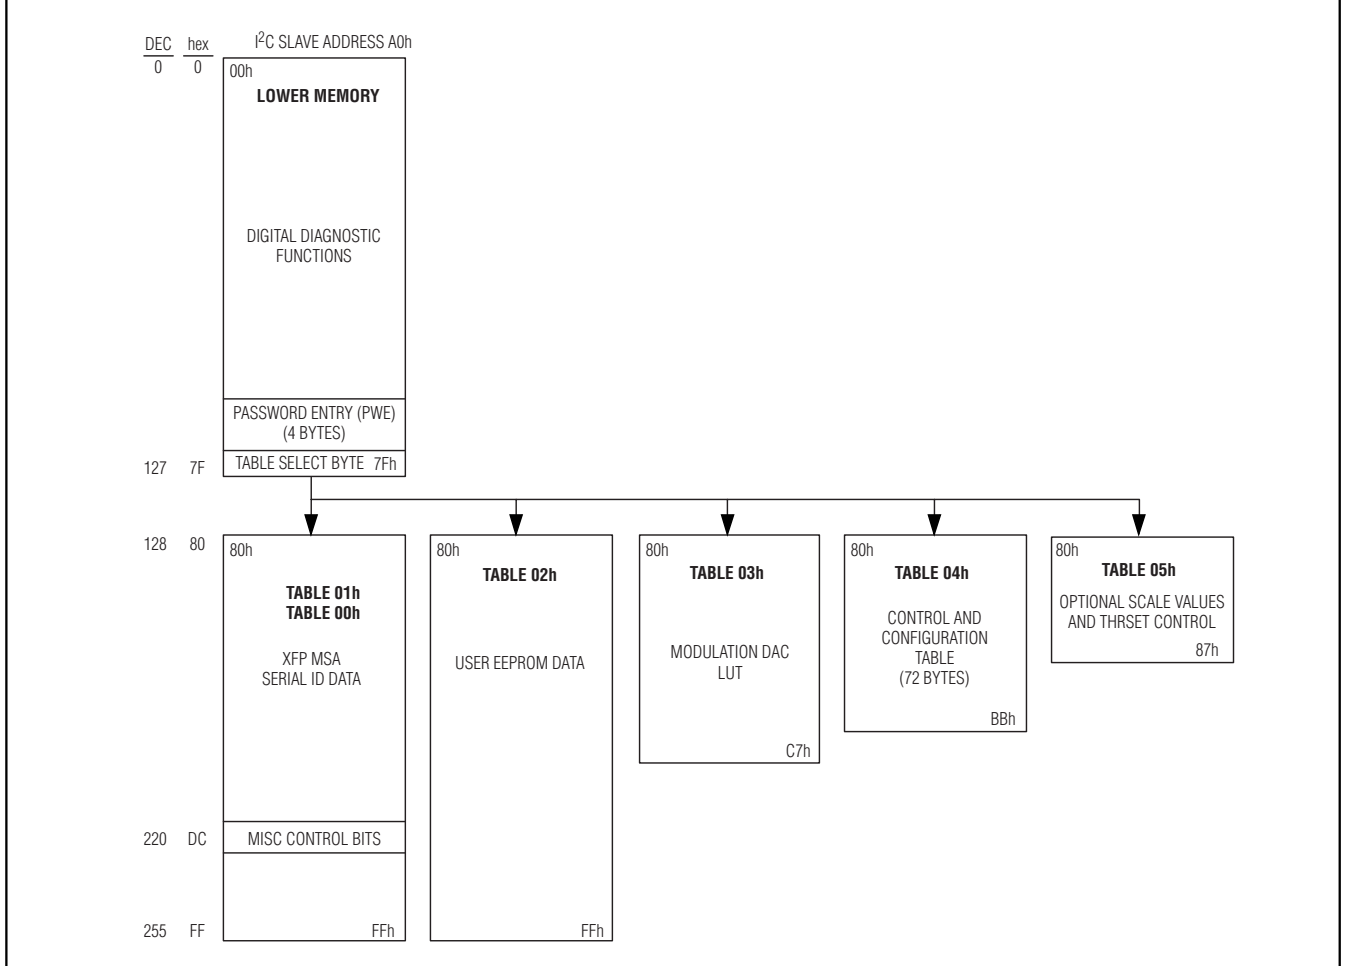 DEC hex I²C SLAVE ADDRESS A0h
0 0
00h
LOWER MEMORY
DIGITAL DIAGNOSTIC
FUNCTIONS
PASSWORD ENTRY (PWE)
(4 BYTES)
127 7F TABLE SELECT BYTE 7Fh
128 80
80h
TABLE 01h
TABLE 00h
XFP MSA
SERIAL ID DATA
220 DC MISC CONTROL BITS
255 FF FFh
80h
TABLE 02h
USER EEPROM DATA
FFh
80h
TABLE 03h
MODULATION DAC
LUT
C7h
80h
TABLE 04h
CONTROL AND
CONFIGURATION
TABLE
(72 BYTES)
BBh
80h
TABLE 05h
OPTIONAL SCALE VALUES
AND THRSET CONTROL
87h